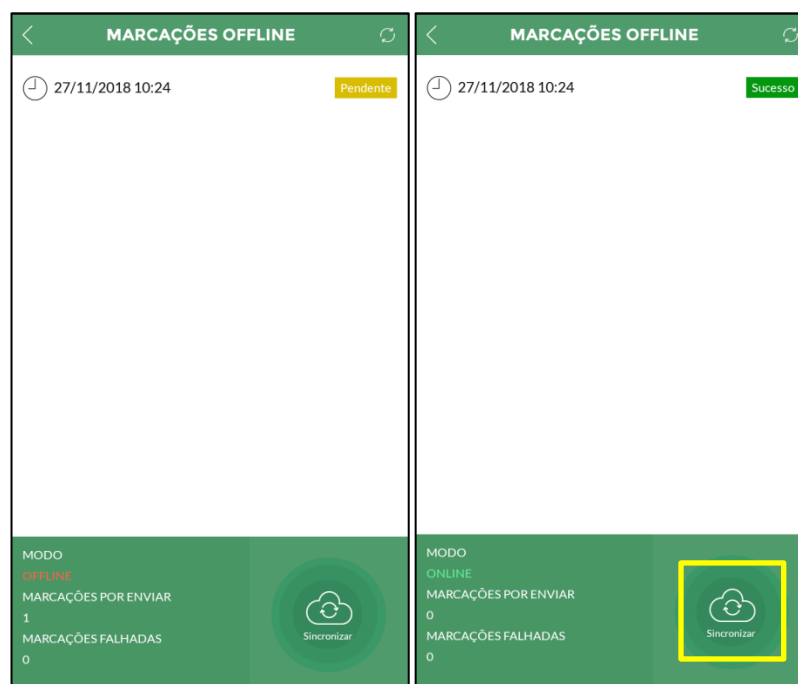 MARCAÇÕES OFFLINE
27/11/2018 10:24
Pendente
MODO
OFFLINE
MARCAÇÕES POR ENVIAR
1
MARCAÇÕES FALHADAS
0
Sincronizar
MARCAÇÕES OFFLINE
27/11/2018 10:24
Sucesso
MODO
ONLINE
MARCAÇÕES POR ENVIAR
0
MARCAÇÕES FALHADAS
0
Sincronizar